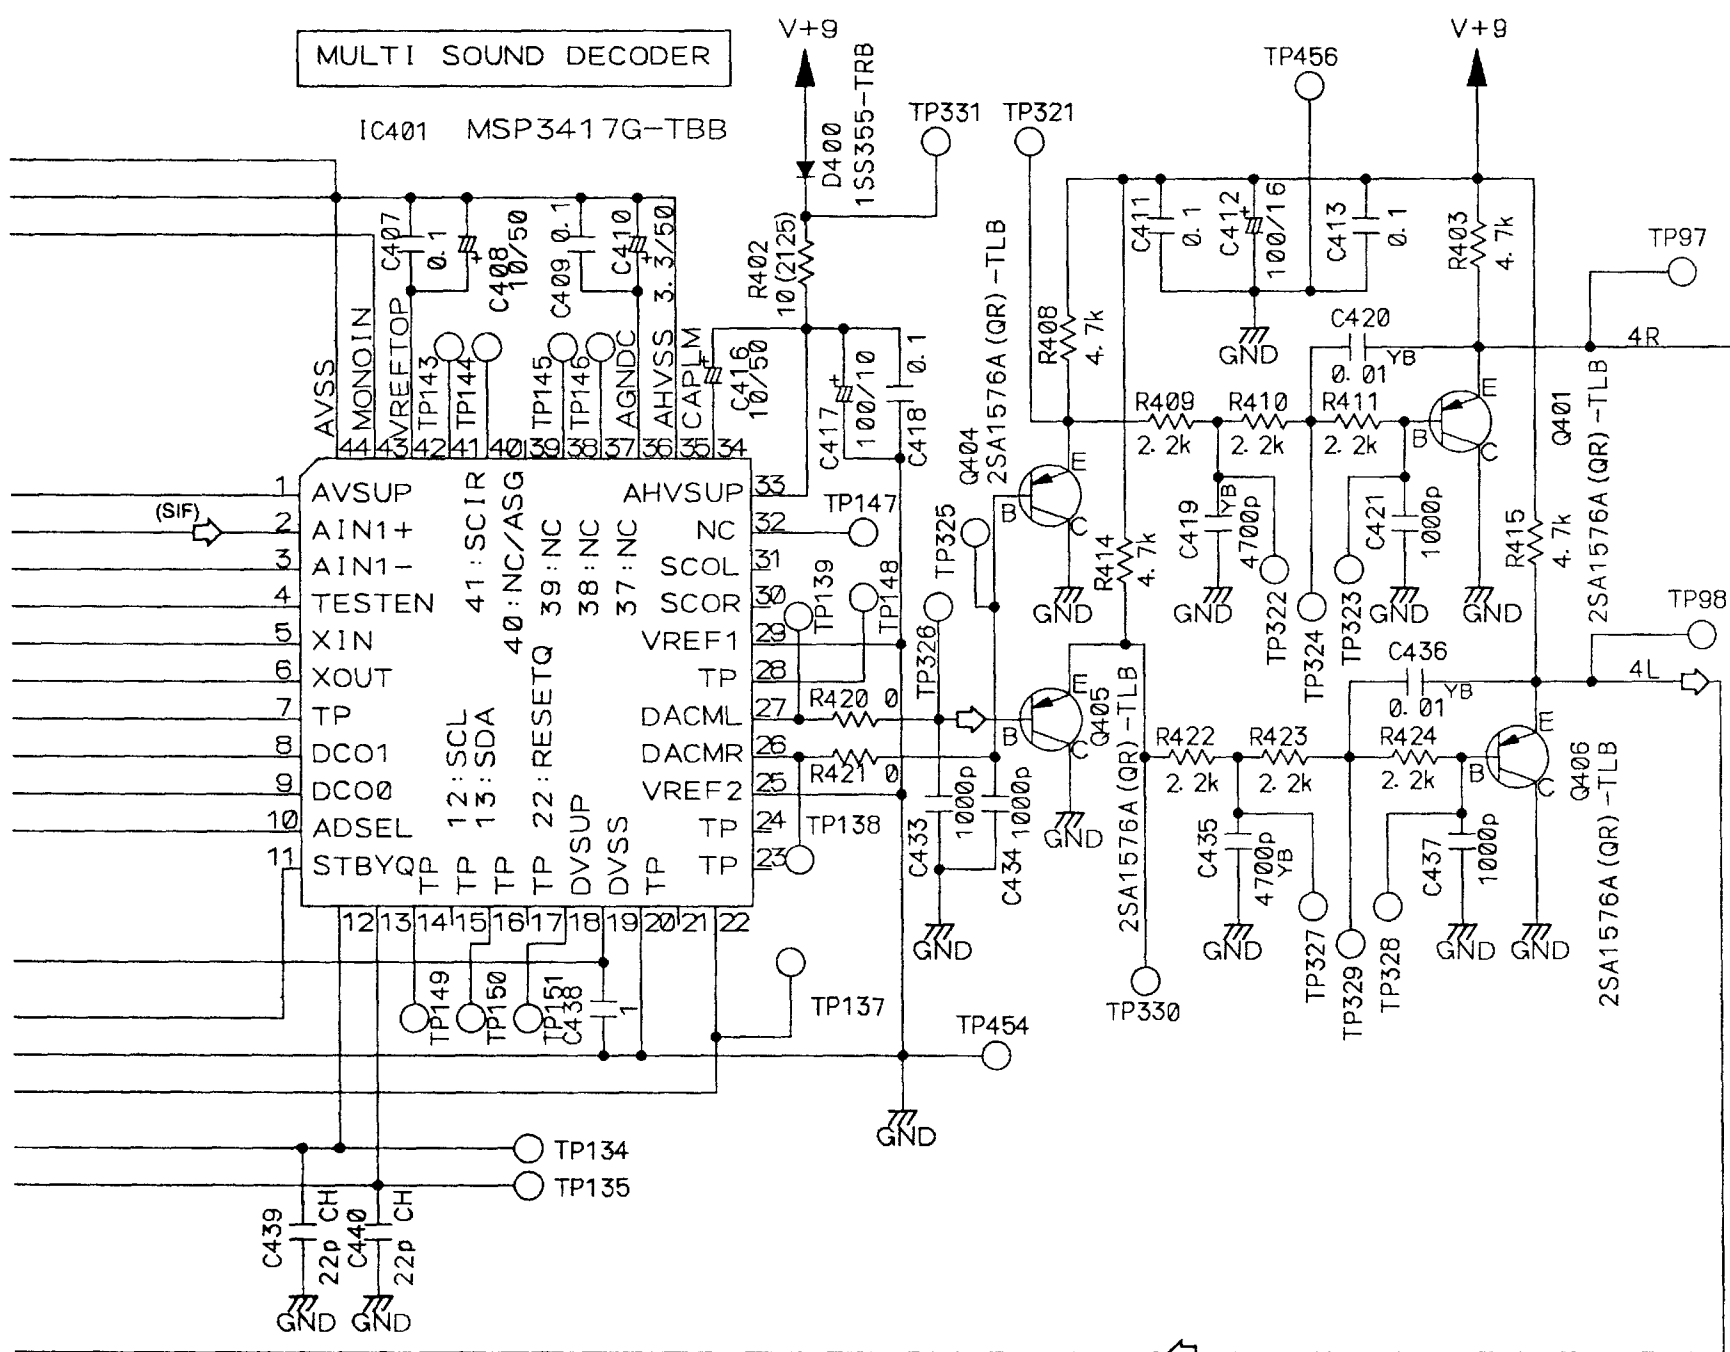 MULTI SOUND DECODER
IC401 MSP3417G-TBB
V+9
D400
1SS355-TRB
TP331
TP321
TP456
V+9
C407
0.1
C408
10/50
C409 0.1
C410
3.3/50
R402
10(2125)
C411
0.1
C412
100/16
C413
0.1
R403
4.7k
TP97
AVSS
MONOIN
VREFTOP
TP143
TP144
TP145
TP146
AGNDC
AHVSS
CAPLM
C416
10/50
C417
100/10
C418
0.1
Q404
2SA1576A(QR)-TLB
R408
4.7k
GND
C420
YB
0.01
4R
44 43 42 41 40 39 38 37 36 35 34
R409
2.2k
R410
2.2k
R411
2.2k
B
E
C
Q401
2SA1576A(QR)-TLB
1 AVSUP
(SIF)
2 AIN1+
3 AIN1-
4 TESTEN
5 XIN
6 XOUT
7 TP
8 DCO1
9 DCO0
10 ADSEL
11 STBYQ
41:SCIR
40:NC/ASG
39:NC
38:NC
37:NC
12:SCL
13:SDA
22:RESETQ
AHVSUP 33
NC 32
SCOL 31
SCOR 30
VREF1 29
TP 28
DACML 27
DACMR 26
VREF2 25
TP 24
TP 23
TP
TP
TP
TP
DVSUP
DVSS
TP
12 13 14 15 16 17 18 19 20 21 22
TP147
TP139
TP148
TP326
TP325
B
E
C
GND
R414
4.7k
C419
YB
4700p
GND
TP322
TP324
TP323
C421
1000p
GND
GND
R415
4.7k
TP98
R420 0
R421 0
TP138
C433
1000p
C434
1000p
GND
B
E
C
Q405
2SA1576A(QR)-TLB
GND
C436
YB
0.01
4L
R422
2.2k
R423
2.2k
R424
2.2k
B
E
C
Q406
2SA1576A(QR)-TLB
C435
4700p
YB
GND
TP327
TP329
TP328
C437
1000p
GND
GND
TP330
TP149
TP150
TP151
C438
1
TP137
TP454
GND
TP134
TP135
C439
22p CH
C440
22p CH
GND
GND